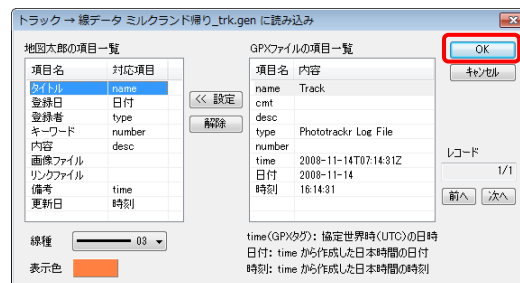 トラック → 線データ ミルクランド帰り_trk.gen に読み込み
地図太郎の項目一覧
項目名 対応項目
タイトル name
登録日 日付
登録者 type
キーワード number
内容 desc
画像ファイル
リンクファイル
備考 time
更新日 時刻
<< 設定
解除
GPXファイルの項目一覧
項目名 内容
name Track
cmt
desc
type Phototrackr Log File
number
time 2008-11-14T07:14:31Z
日付 2008-11-14
時刻 16:14:31
OK
キャンセル
レコード
1/1
前へ 次へ
線種 03
表示色
time(GPXタグ): 協定世界時(UTC)の日時
日付: time から作成した日本時間の日付
時刻: time から作成した日本時間の時刻